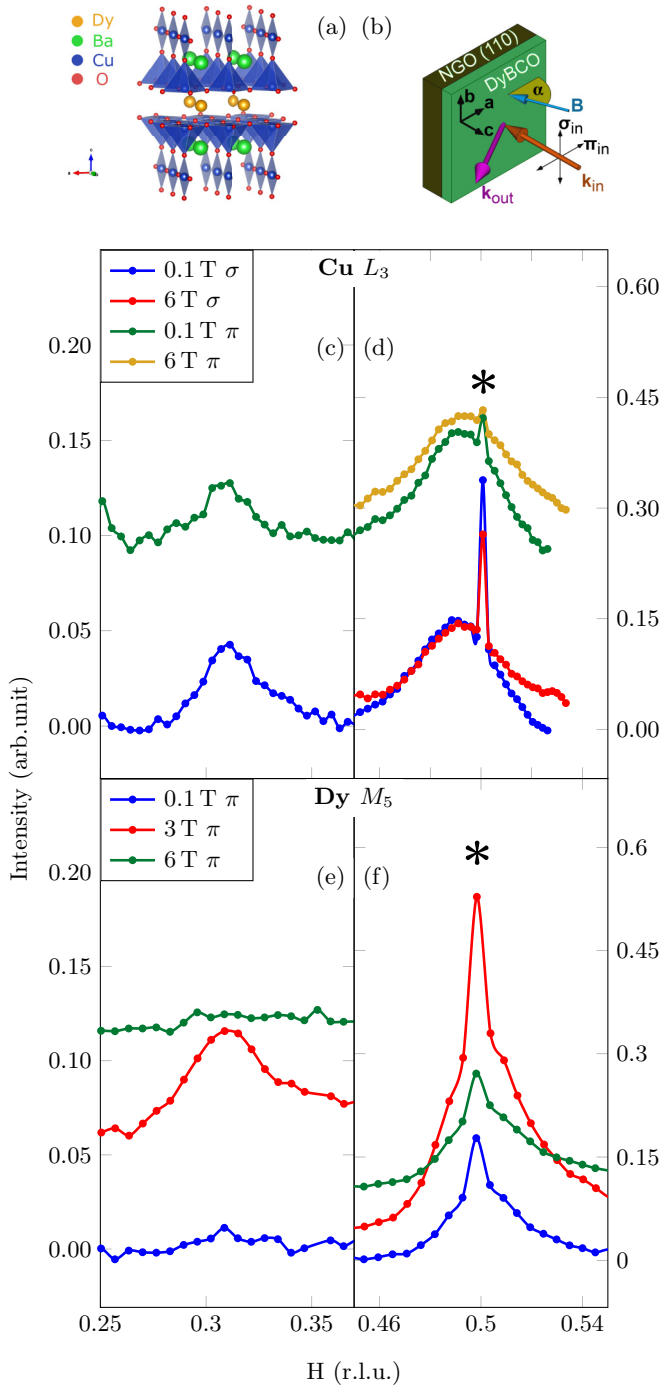 Dy
Ba
Cu
O
(a)
(b)
NGO (110)
DyBCO
b
a
c
α
B
σin
πin
kin
kout
Cu L3
0.1 T σ
6 T σ
0.1 T π
6 T π
(c)
(d)
*
0.20
0.15
0.10
0.05
0.00
0.60
0.45
0.30
0.15
0.00
Intensity (arb.unit)
Dy M5
0.1 T π
3 T π
6 T π
(e)
(f)
*
0.20
0.15
0.10
0.05
0.00
0.6
0.45
0.3
0.15
0
0.25
0.3
0.35
0.46
0.5
0.54
H (r.l.u.)